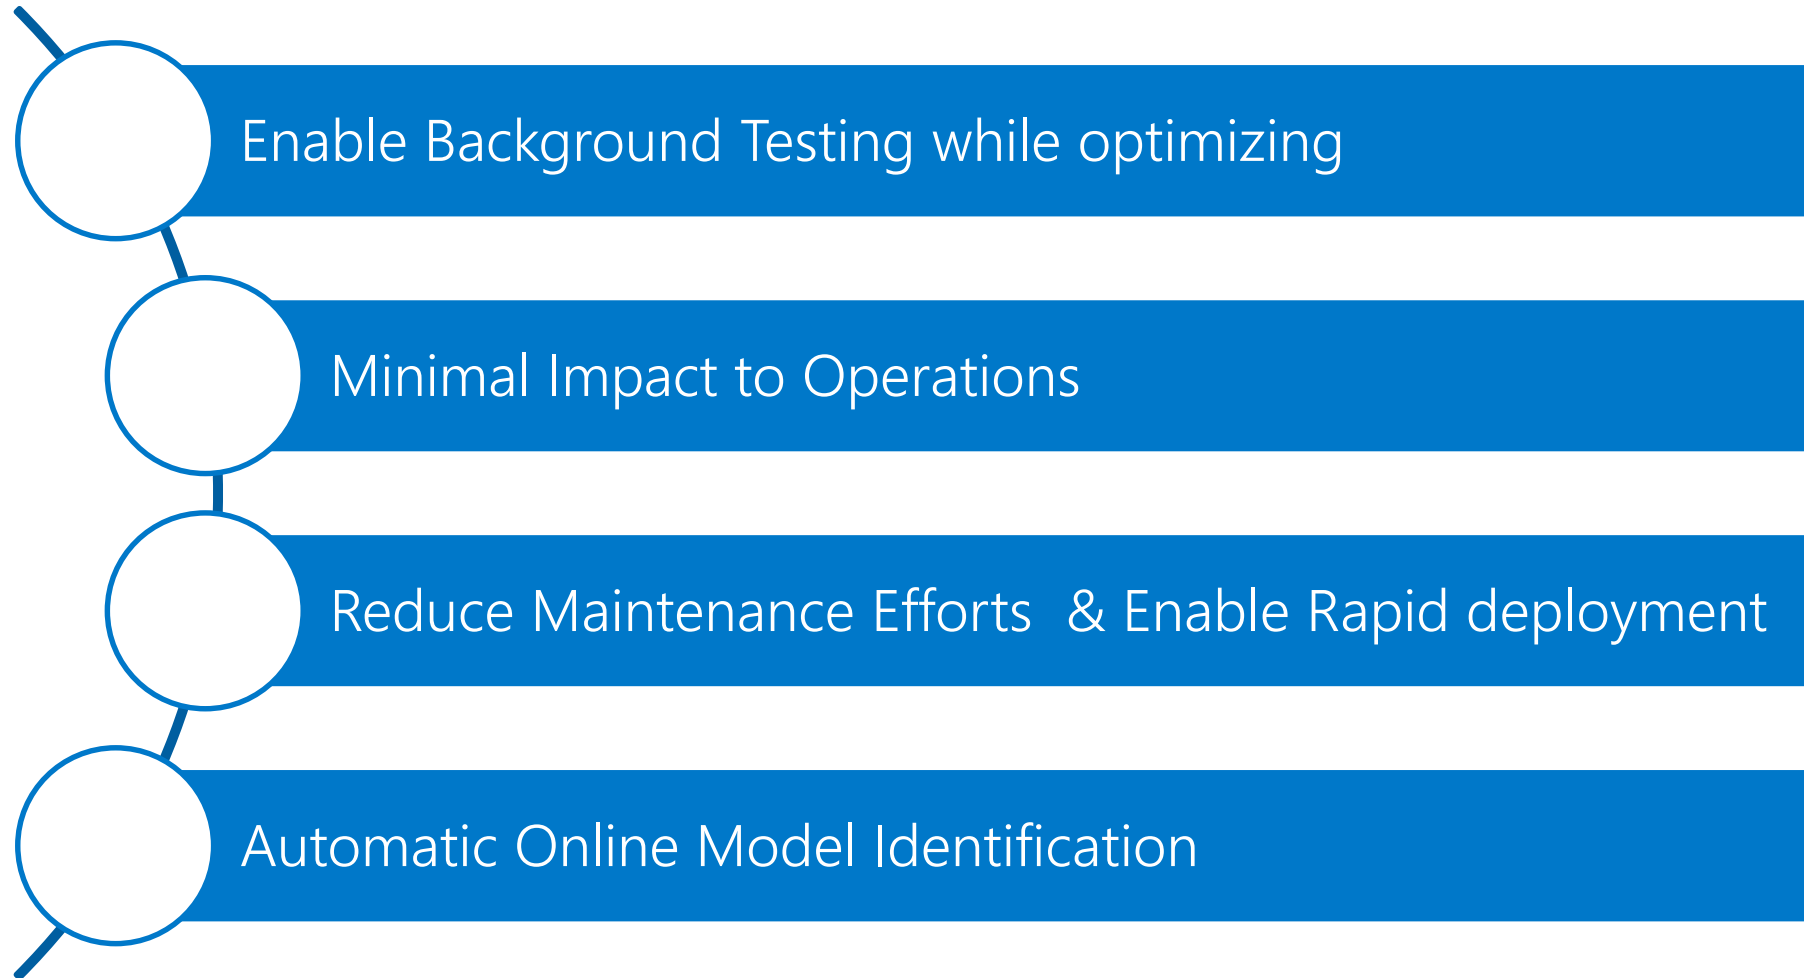 Enable Background Testing while optimizing
Minimal Impact to Operations
Reduce Maintenance Efforts  & Enable Rapid deployment
Automatic Online Model Identification